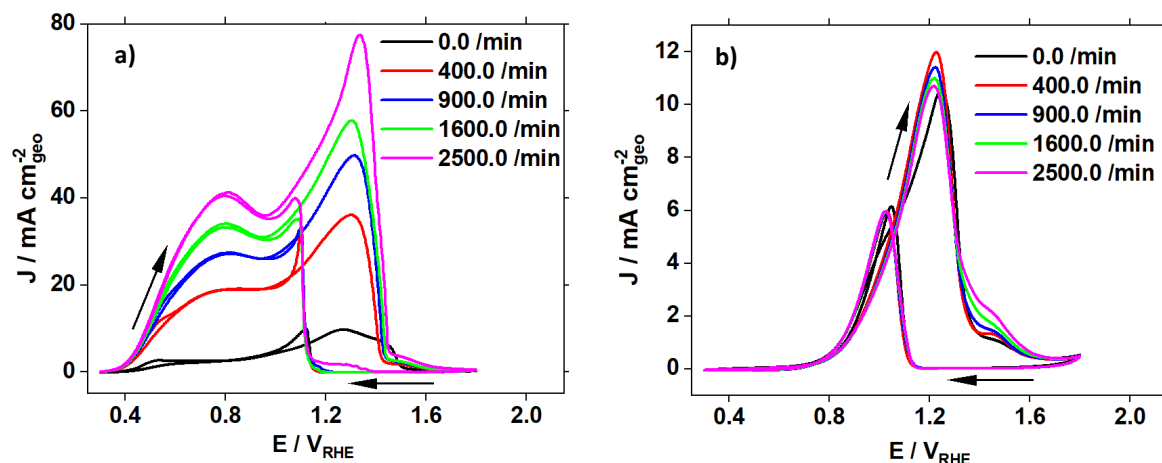 a)
0.0 /min
400.0 /min
900.0 /min
1600.0 /min
2500.0 /min
80
60
40
20
0
J / mA cm-2geo
0.4 0.8 1.2 1.6 2.0
E / VRHE
b)
0.0 /min
400.0 /min
900.0 /min
1600.0 /min
2500.0 /min
12
10
8
6
4
2
0
J / mA cm-2geo
0.4 0.8 1.2 1.6 2.0
E / VRHE